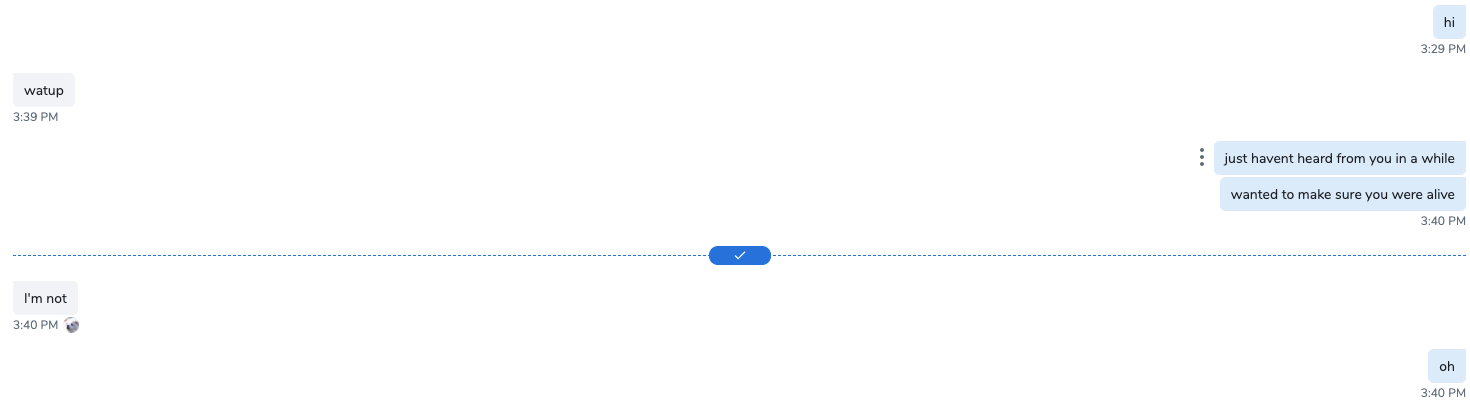 hi
3:29 PM
watup
3:39 PM
just havent heard from you in a while
wanted to make sure you were alive
3:40 PM
I'm not
3:40 PM
oh
3:40 PM